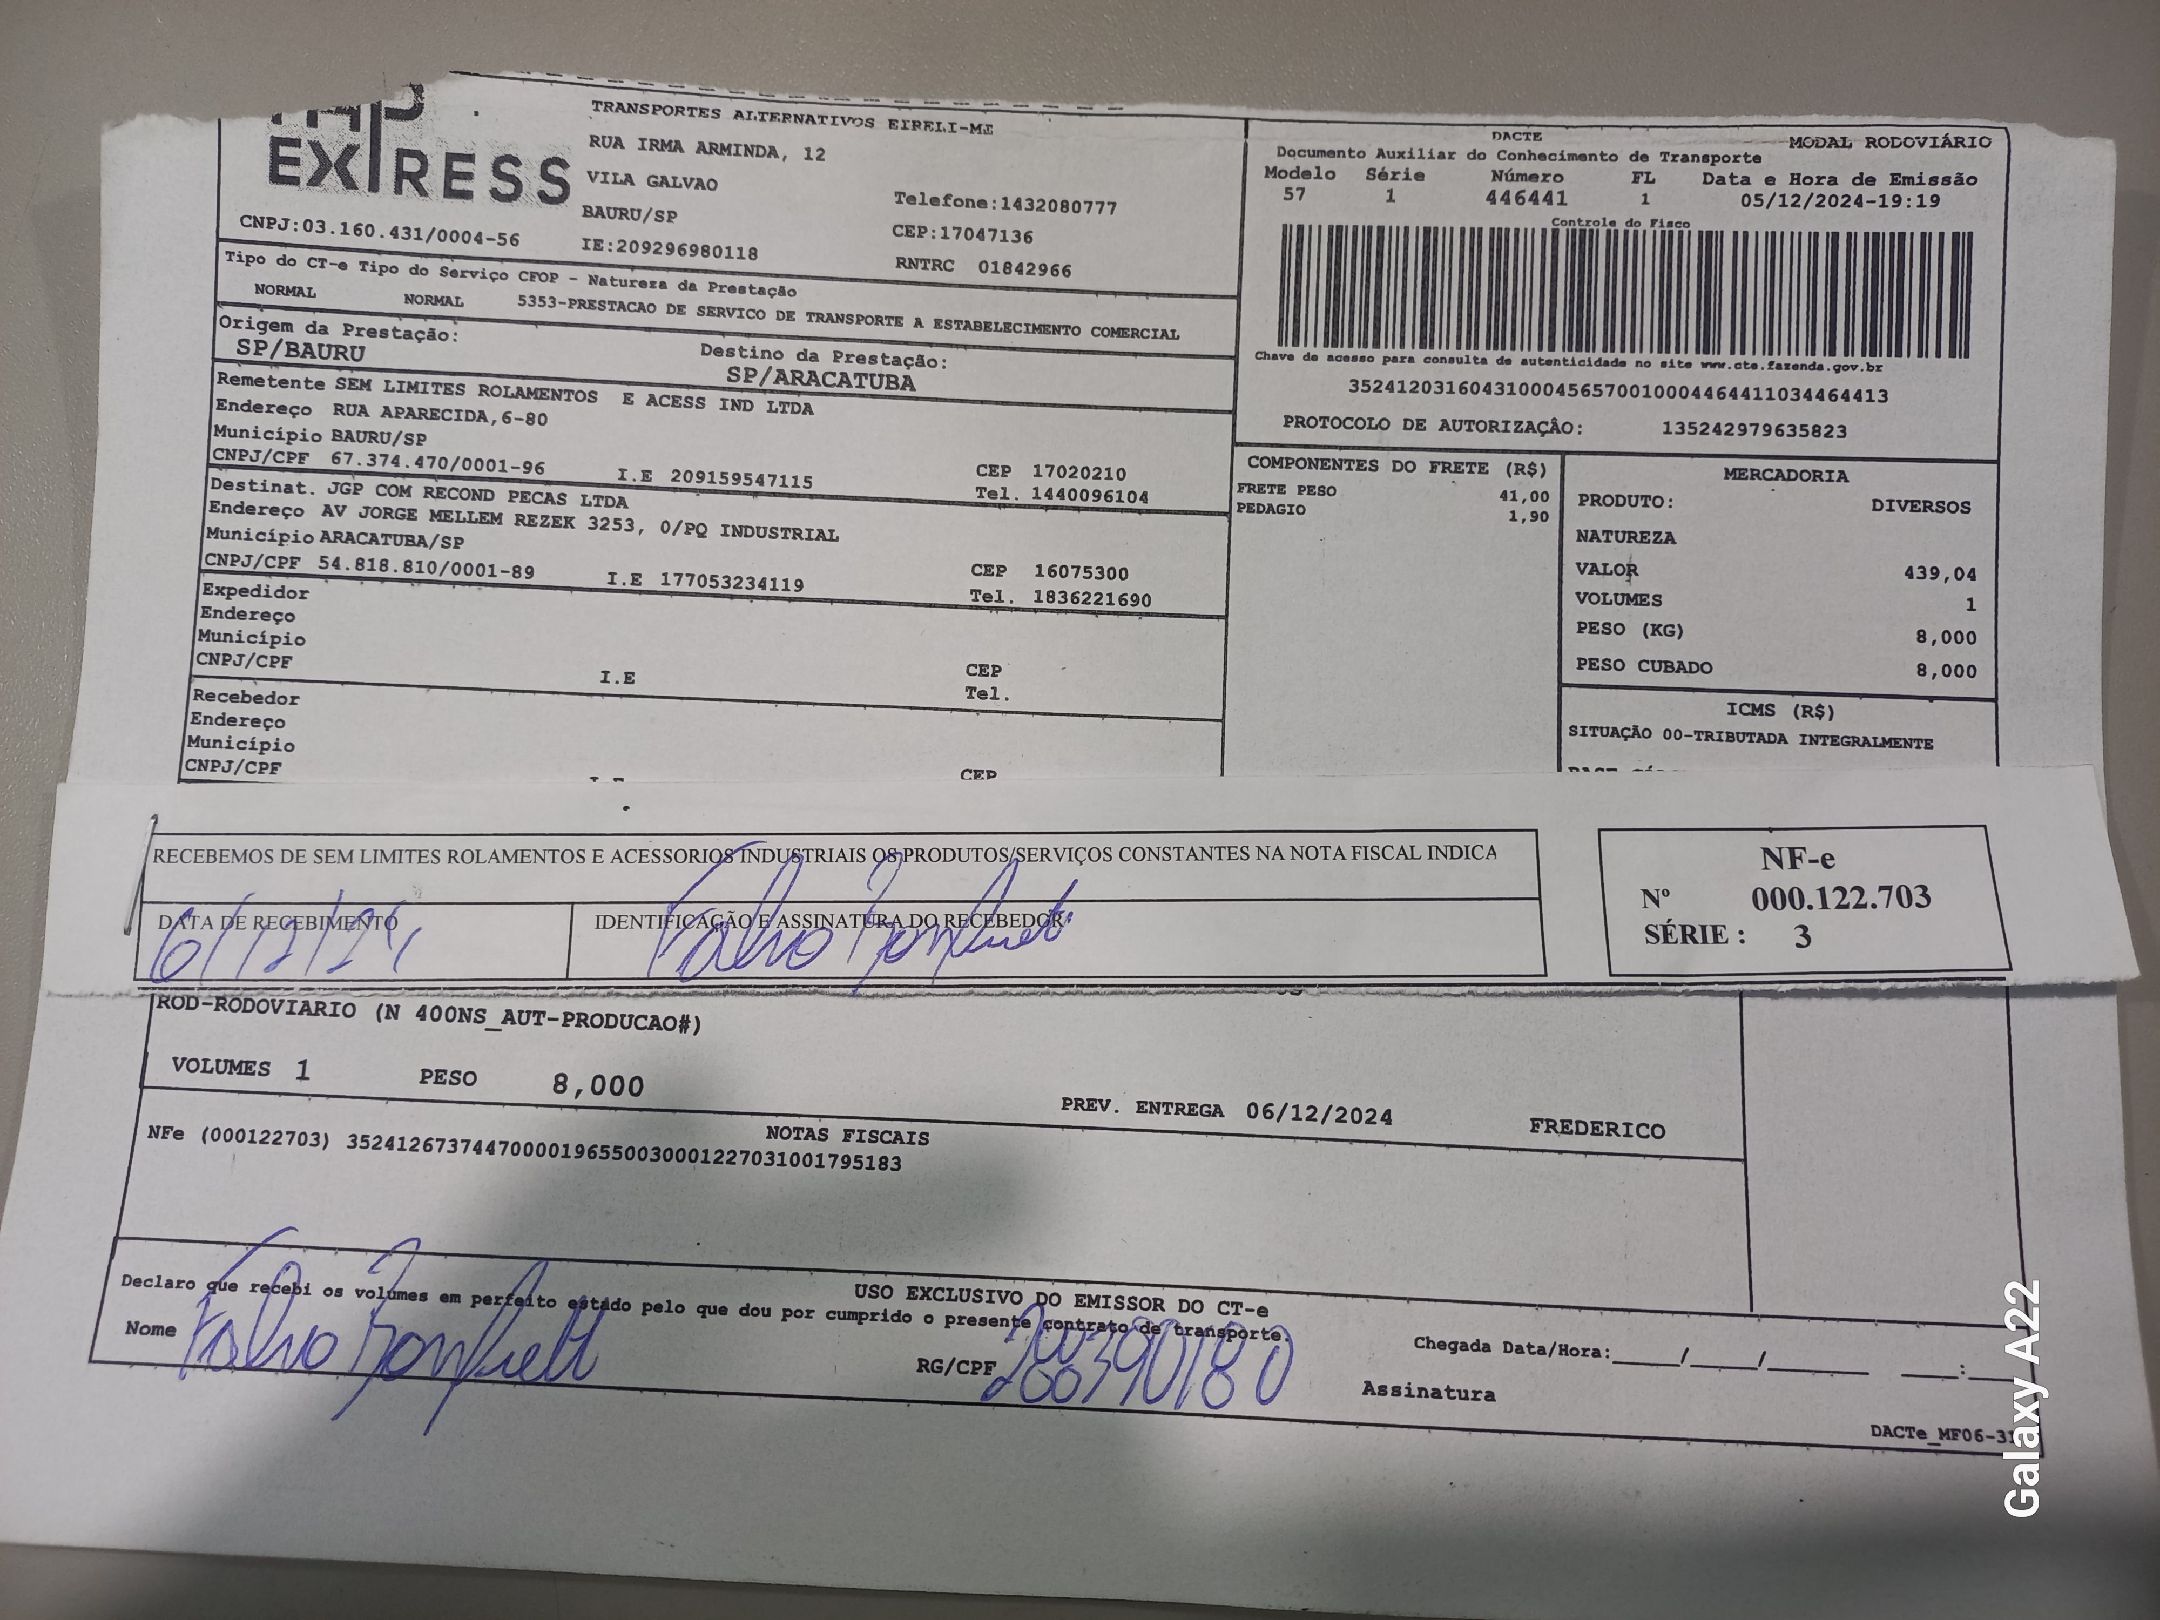 EXPRESS
TRANSPORTES ALTERNATIVOS EIRELI-ME
RUA IRMA ARMINDA, 12
VILA GALVAO
BAURU/SP
Telefone:1432080777
CEP:17047136
CNPJ:03.160.431/0004-56
IE:209296980118
RNTRC 01842966
DACTE
MODAL RODOVIÁRIO
Documento Auxiliar do Conhecimento de Transporte
Modelo Série Número FL Data e Hora de Emissão
57 1 446441 1 05/12/2024-19:19
Controle do Fisco
Chave de acesso para consulta de autenticidade no site www.cte.fazenda.gov.br
35241203160431000456570010004464411034464413
PROTOCOLO DE AUTORIZAÇÂO: 135242979635823
Tipo do CT-e Tipo do Serviço CFOP - Natureza da Prestação
NORMAL NORMAL 5353-PRESTACAO DE SERVICO DE TRANSPORTE A ESTABELECIMENTO COMERCIAL
Origem da Prestação:
SP/BAURU
Destino da Prestação:
SP/ARACATUBA
Remetente SEM LIMITES ROLAMENTOS E ACESS IND LTDA
Endereço RUA APARECIDA,6-80
Município BAURU/SP
CNPJ/CPF 67.374.470/0001-96 I.E 209159547115
CEP 17020210
Tel. 1440096104
Destinat. JGP COM RECOND PECAS LTDA
Endereço AV JORGE MELLEM REZEK 3253, 0/PQ INDUSTRIAL
Município ARACATUBA/SP
CNPJ/CPF 54.818.810/0001-89 I.E 177053234119
CEP 16075300
Tel. 1836221690
Expedidor
Endereço
Município
CNPJ/CPF
I.E
CEP
Tel.
Recebedor
Endereço
Município
CNPJ/CPF
CEP
COMPONENTES DO FRETE (R$)
FRETE PESO 41,00
PEDAGIO 1,90
MERCADORIA
PRODUTO: DIVERSOS
NATUREZA
VALOR 439,04
VOLUMES 1
PESO (KG) 8,000
PESO CUBADO 8,000
ICMS (R$)
SITUAÇÃO 00-TRIBUTADA INTEGRALMENTE
RECEBEMOS DE SEM LIMITES ROLAMENTOS E ACESSORIOS INDUSTRIAIS OS PRODUTOS/SERVIÇOS CONSTANTES NA NOTA FISCAL INDICA
DATA DE RECEBIMENTO
6/12/24
IDENTIFICAÇÃO E ASSINATURA DO RECEBEDOR
NF-e
Nº 000.122.703
SÉRIE : 3
ROD-RODOVIARIO (N 400NS_AUT-PRODUCAO#)
VOLUMES 1 PESO 8,000
PREV. ENTREGA 06/12/2024 FREDERICO
NOTAS FISCAIS
NFe (000122703) 35241267374470000196550030001227031001795183
USO EXCLUSIVO DO EMISSOR DO CT-e
Declaro que recebi os volumes em perfeito estado pelo que dou por cumprido o presente contrato de transporte.
Nome
RG/CPF 200390180
Chegada Data/Hora:____/____/______ ____:____
Assinatura
DACTe_MF06-31
Galaxy A22